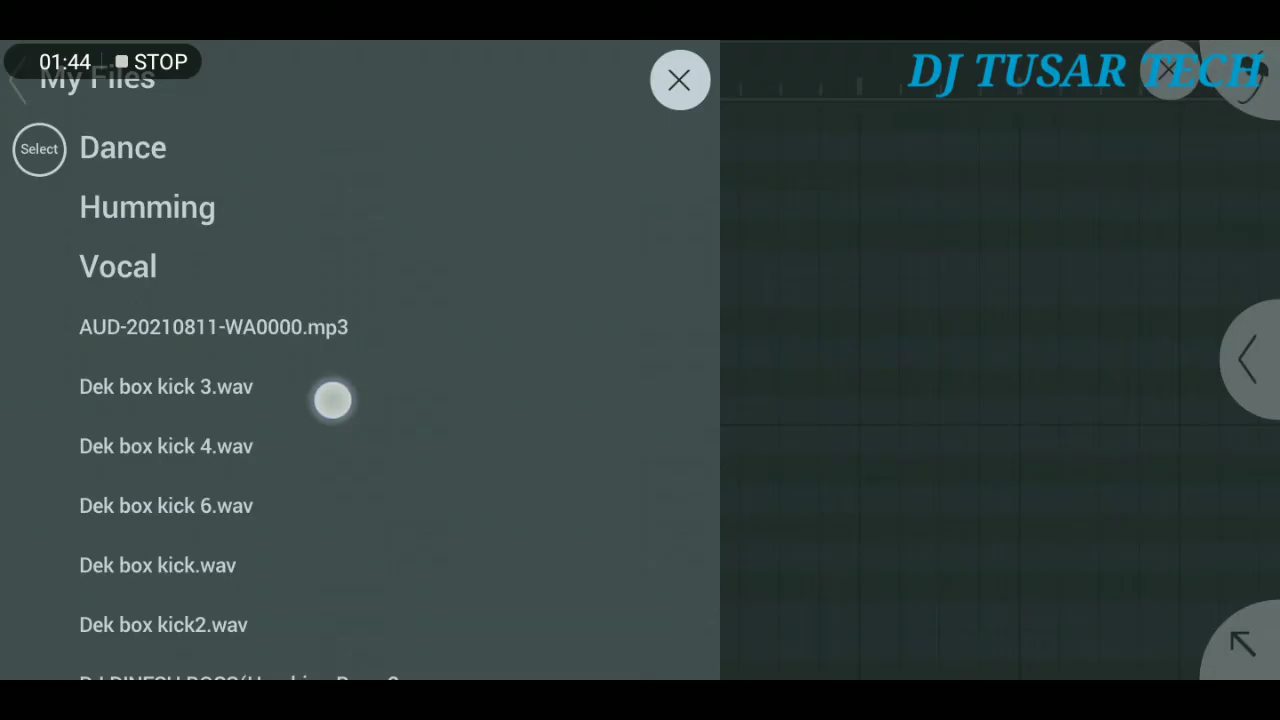 01:44 STOP
DJ TUSAR TECH
My Files
Select
Dance
Humming
Vocal
AUD-20210811-WA0000.mp3
Dek box kick 3.wav
Dek box kick 4.wav
Dek box kick 6.wav
Dek box kick.wav
Dek box kick2.wav